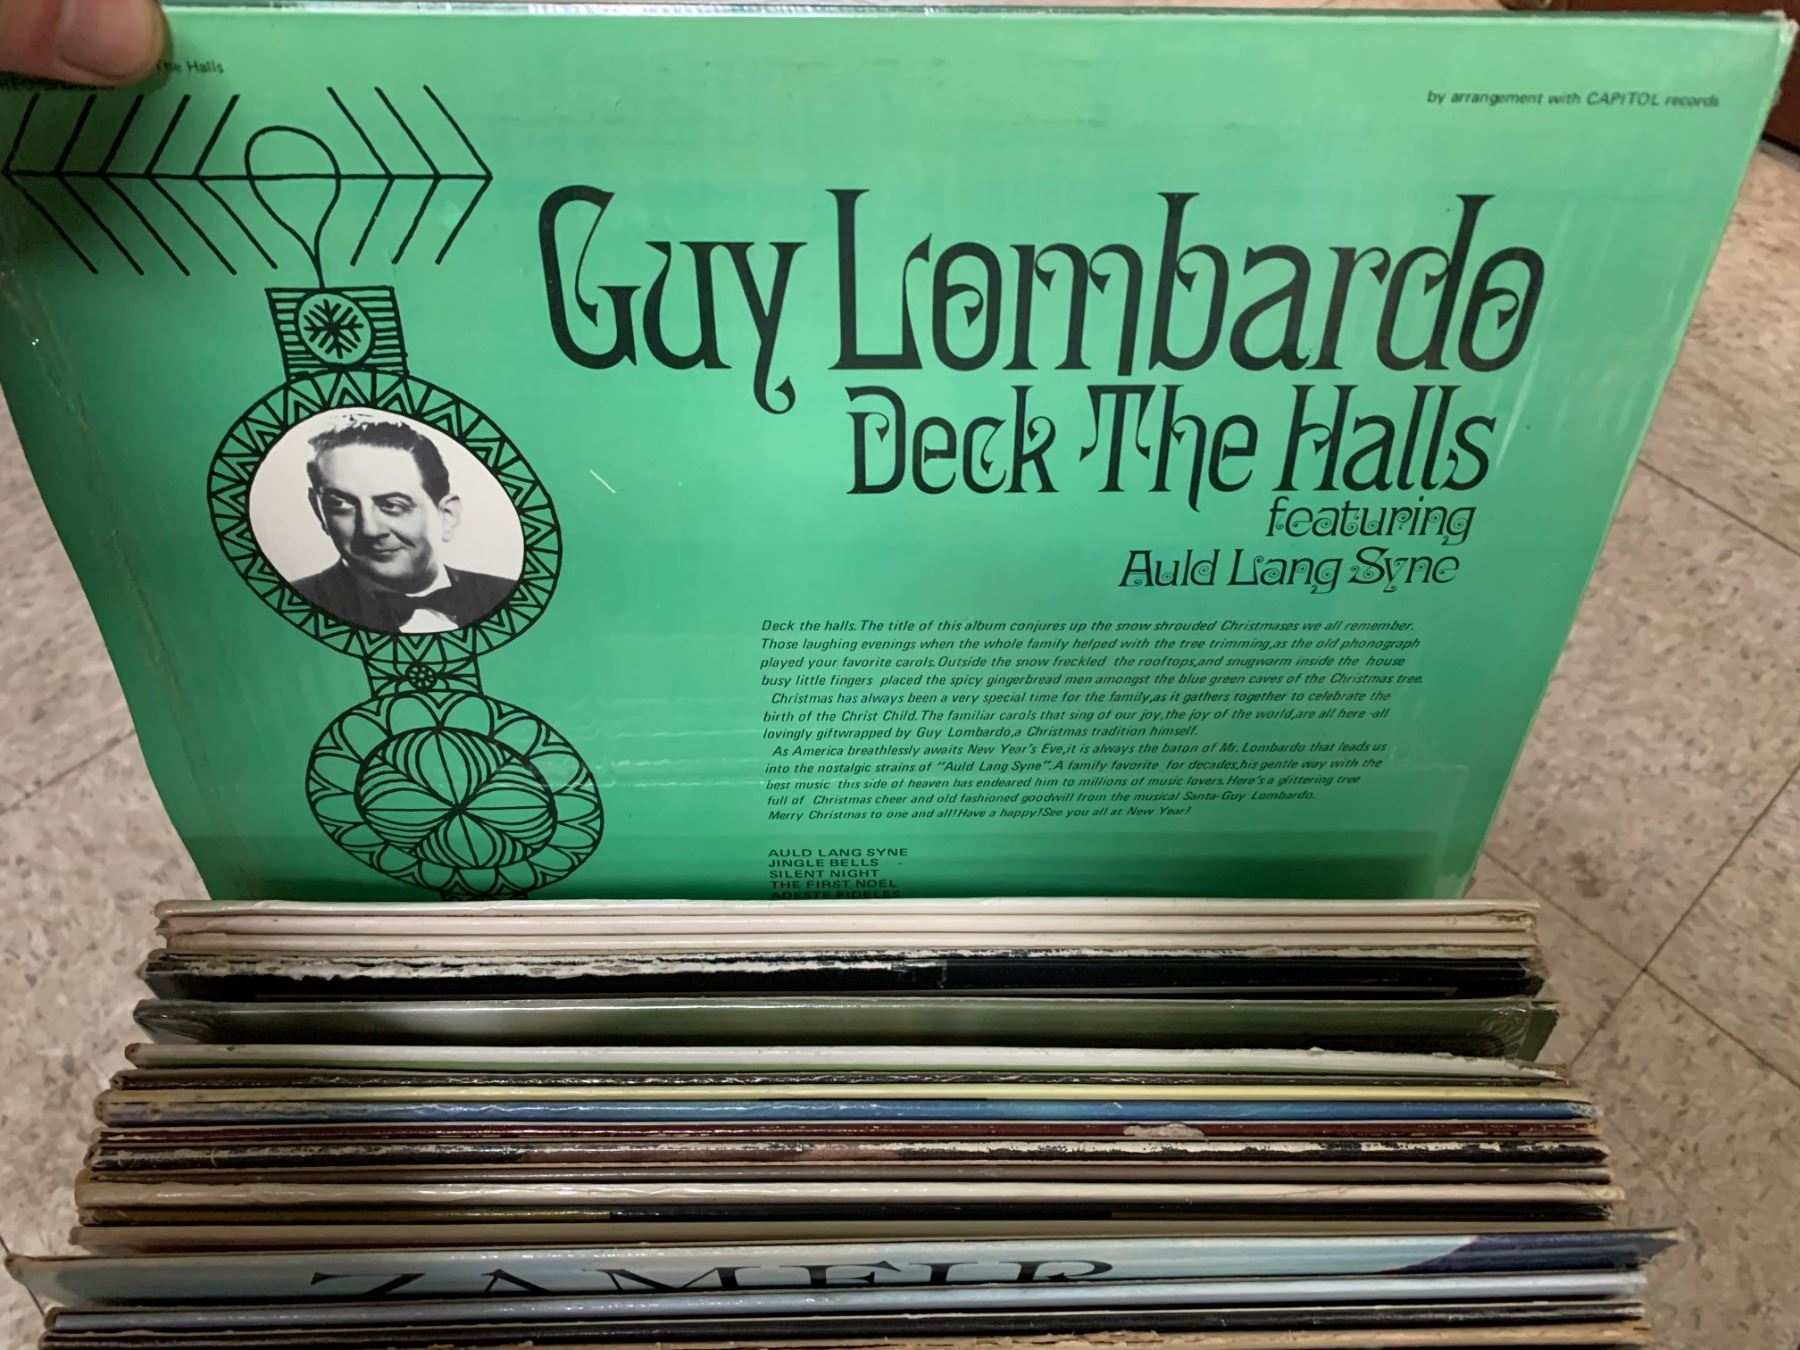 The Halls
by arrangement with CAPITOL records
Guy Lombardo
Deck The Halls
featuring
Auld Lang Syne
Deck the halls. The title of this album conjures up the snow shrouded Christmases we all remember.
Those laughing evenings when the whole family helped with the tree trimming,as the old phonograph
played your favorite carols.Outside the snow freckled the rooftops,and snugwarm inside the house
busy little fingers placed the spicy gingerbread men amongst the blue green caves of the Christmas tree.
Christmas has always been a very special time for the family,as it gathers together to celebrate the
birth of the Christ Child.The familiar carols that sing of our joy,the joy of the world,are all here -all
lovingly giftwrapped by Guy Lombardo,a Christmas tradition himself.
As America breathlessly awaits New Year's Eve,it is always the baton of Mr. Lombardo that leads us
into the nostalgic strains of "Auld Lang Syne".A family favorite for decades,his gentle way with the
best music this side of heaven has endeared him to millions of music lovers.Here's a glittering tree
full of Christmas cheer and old fashioned goodwill from the musical Santa-Guy Lombardo.
Merry Christmas to one and all!Have a happy!See you all at New Year!
AULD LANG SYNE
JINGLE BELLS
SILENT NIGHT
THE FIRST NOEL
ADESTE FIDELES
ZAMFIR